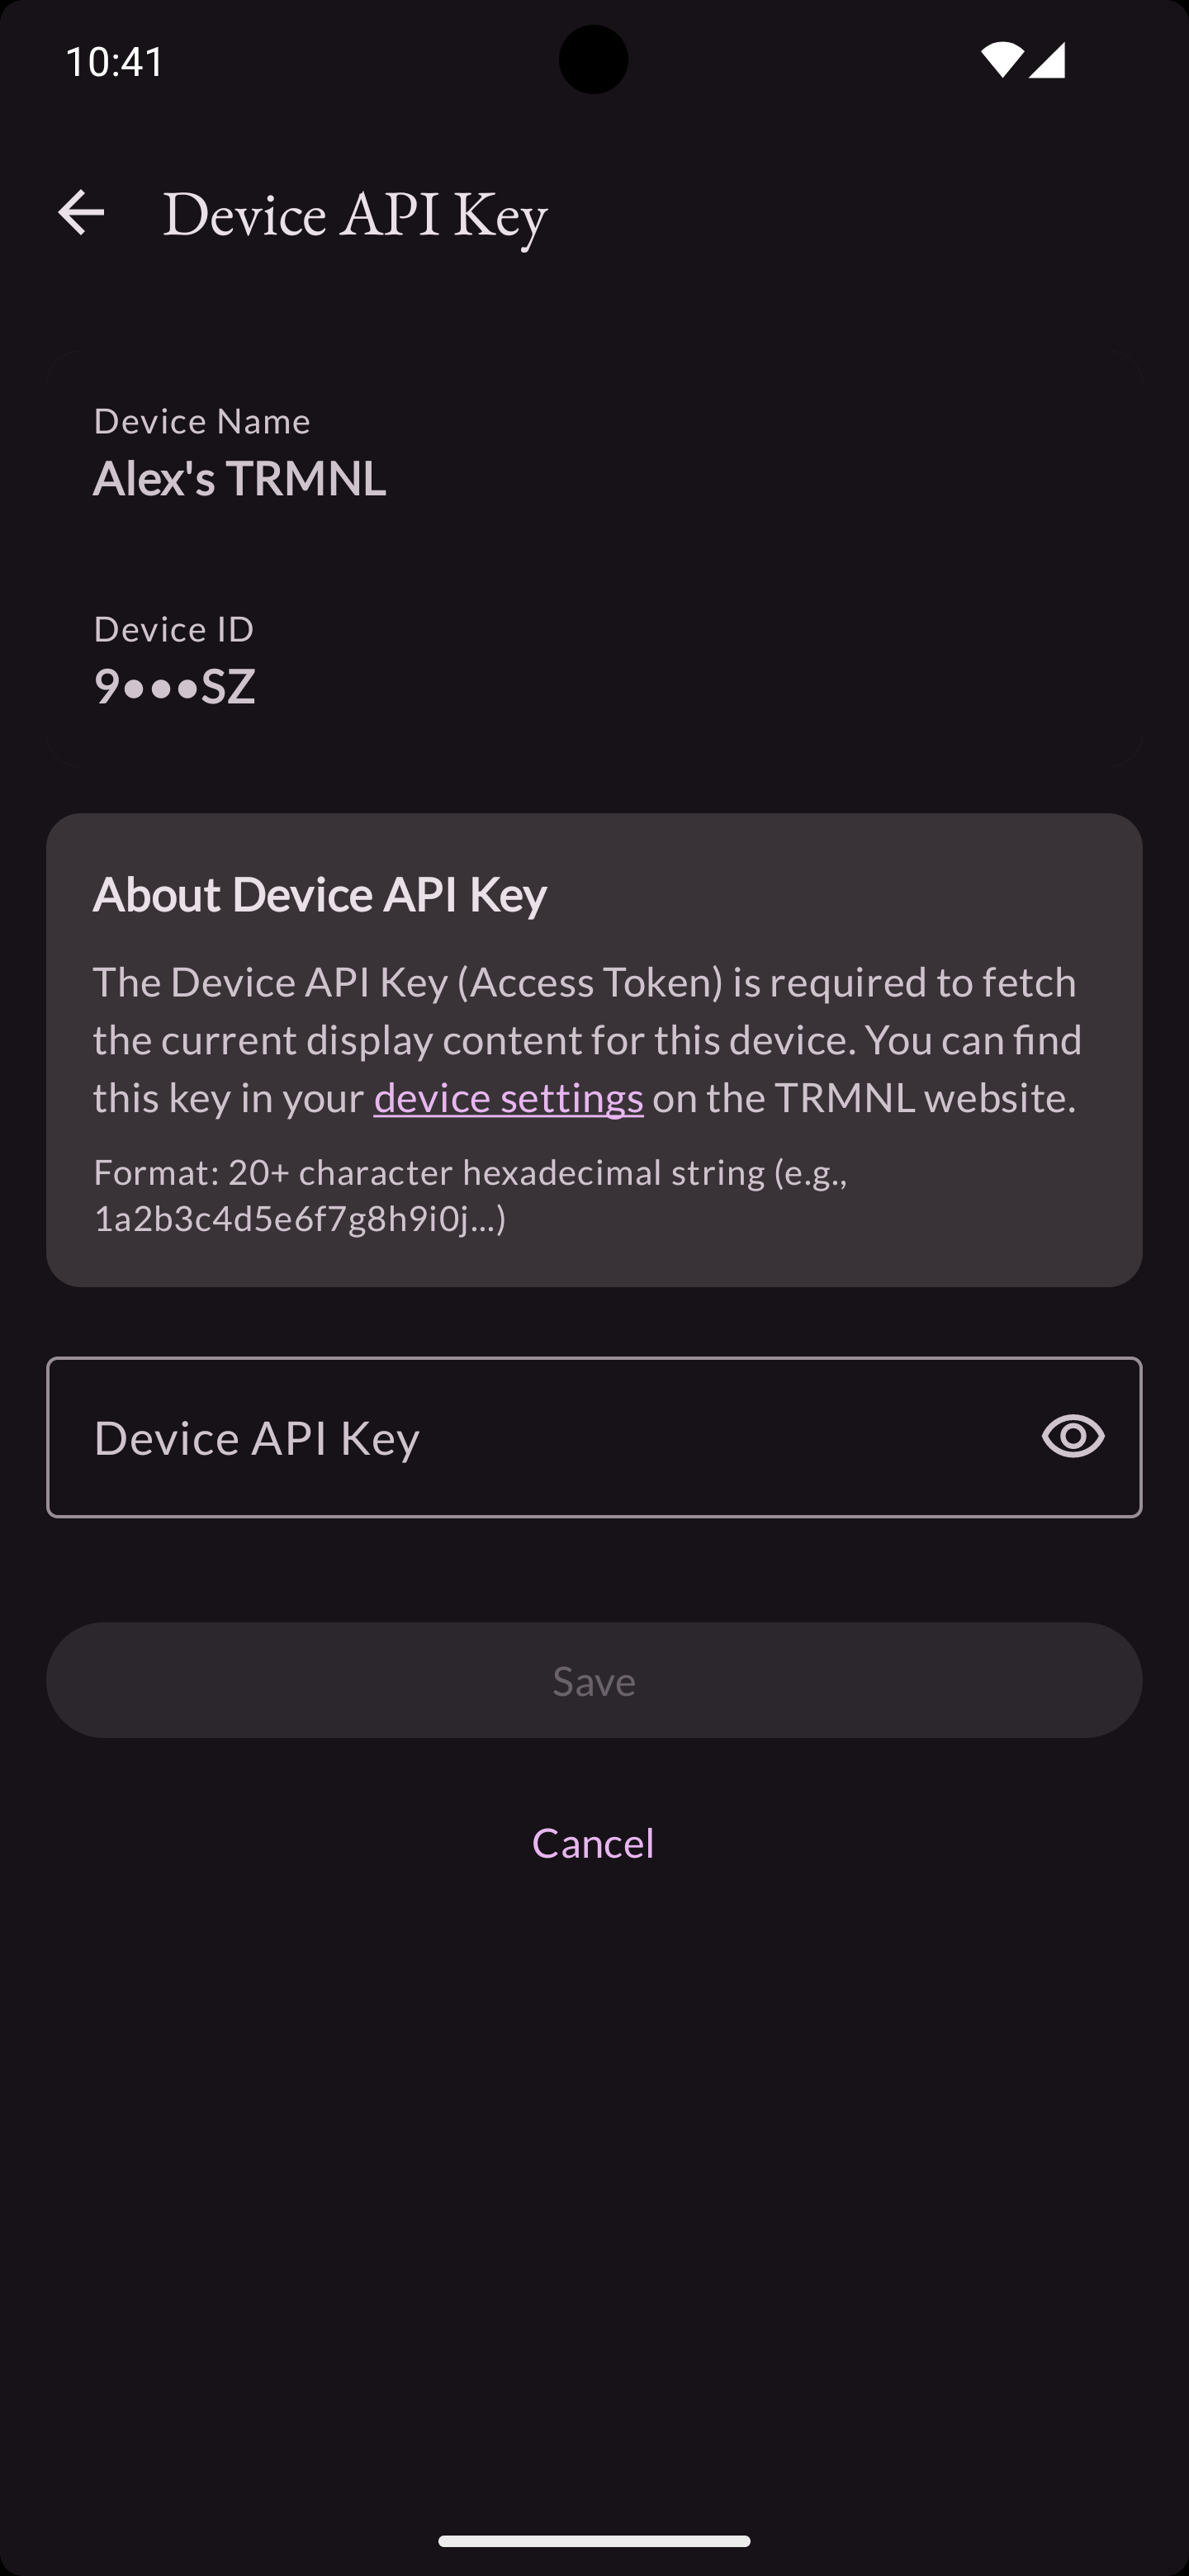 10:41
Device API Key
Device Name
Alex's TRMNL
Device ID
9●●●SZ
About Device API Key
The Device API Key (Access Token) is required to fetch
the current display content for this device. You can find
this key in your device settings on the TRMNL website.
Format: 20+ character hexadecimal string (e.g.,
1a2b3c4d5e6f7g8h9i0j...)
Device API Key
Save
Cancel